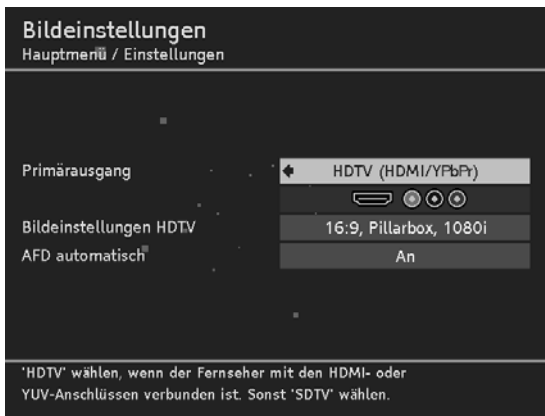 Bildeinstellungen
Hauptmenü / Einstellungen
Primärausgang HDTV (HDMI/YPbPr)
Bildeinstellungen HDTV 16:9, Pillarbox, 1080i
AFD automatisch An
'HDTV' wählen, wenn der Fernseher mit den HDMI- oder
YUV-Anschlüssen verbunden ist. Sonst 'SDTV' wählen.